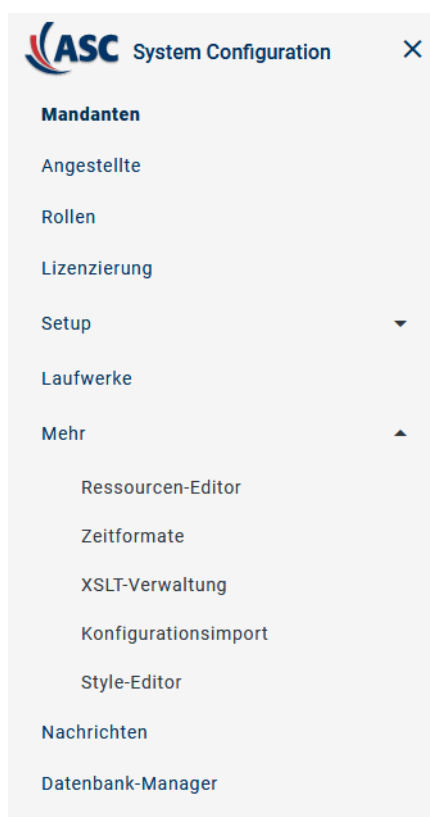 ASC System Configuration
Mandanten
Angestellte
Rollen
Lizenzierung
Setup
Laufwerke
Mehr
Ressourcen-Editor
Zeitformate
XSLT-Verwaltung
Konfigurationsimport
Style-Editor
Nachrichten
Datenbank-Manager